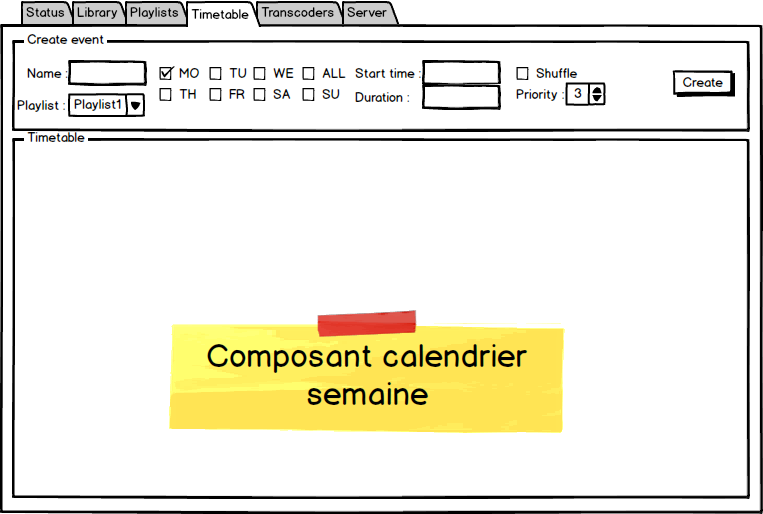 Status Library Playlists Timetable Transcoders Server
Create event
Name : MO TU WE ALL Start time : Shuffle
Create
TH FR SA SU Duration : Priority : 3
Playlist : Playlist1
Timetable
Composant calendrier
semaine